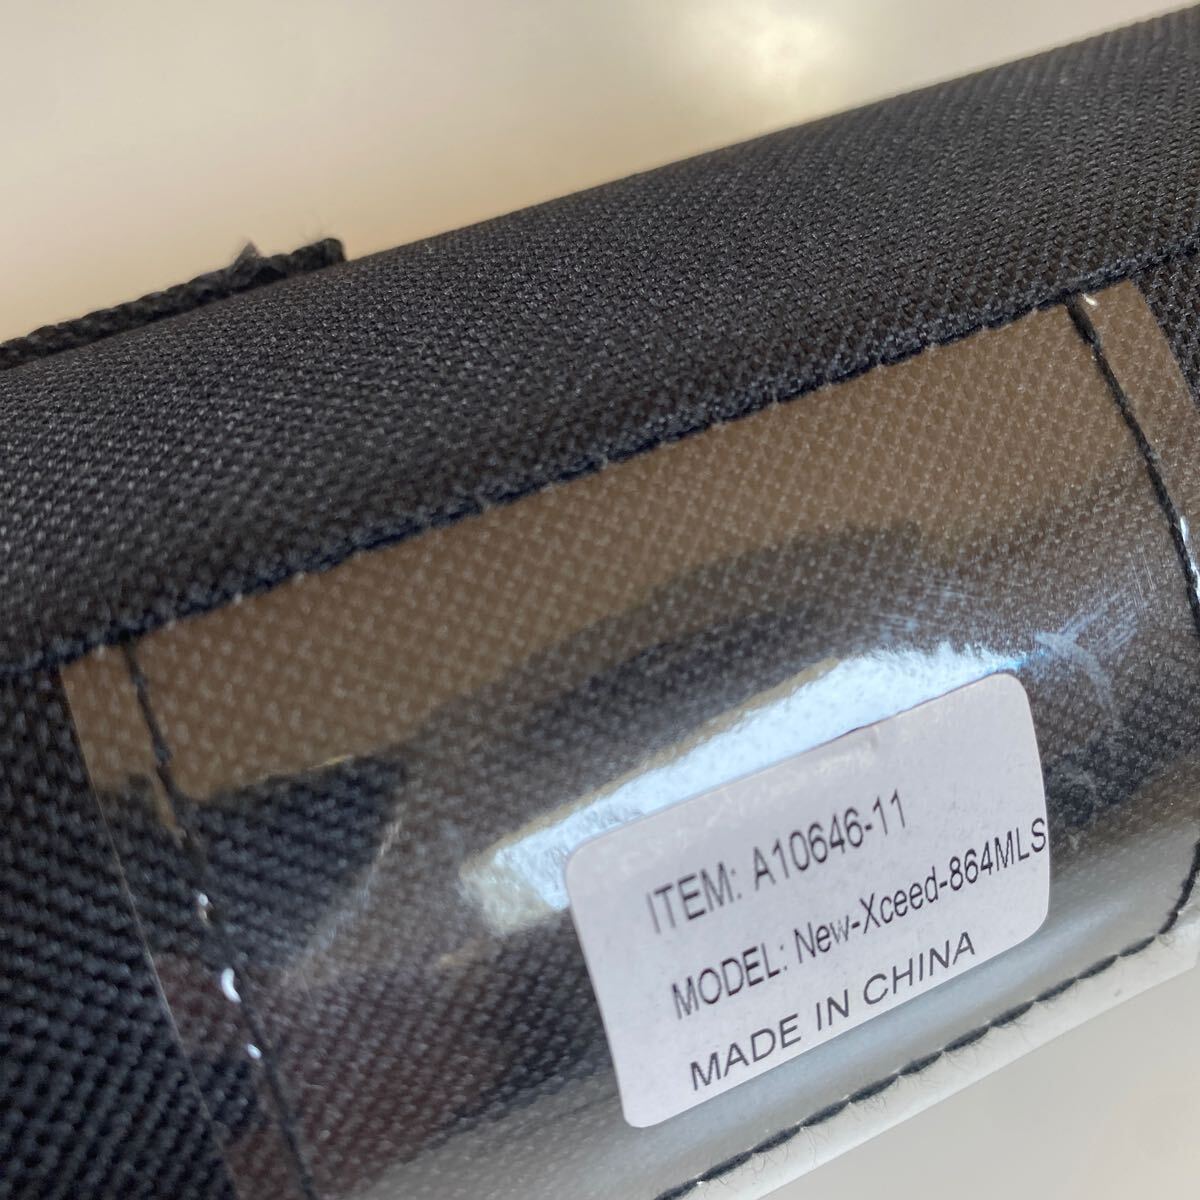 ITEM: A10646-11
MODEL: New-Xceed-864MLS
MADE IN CHINA